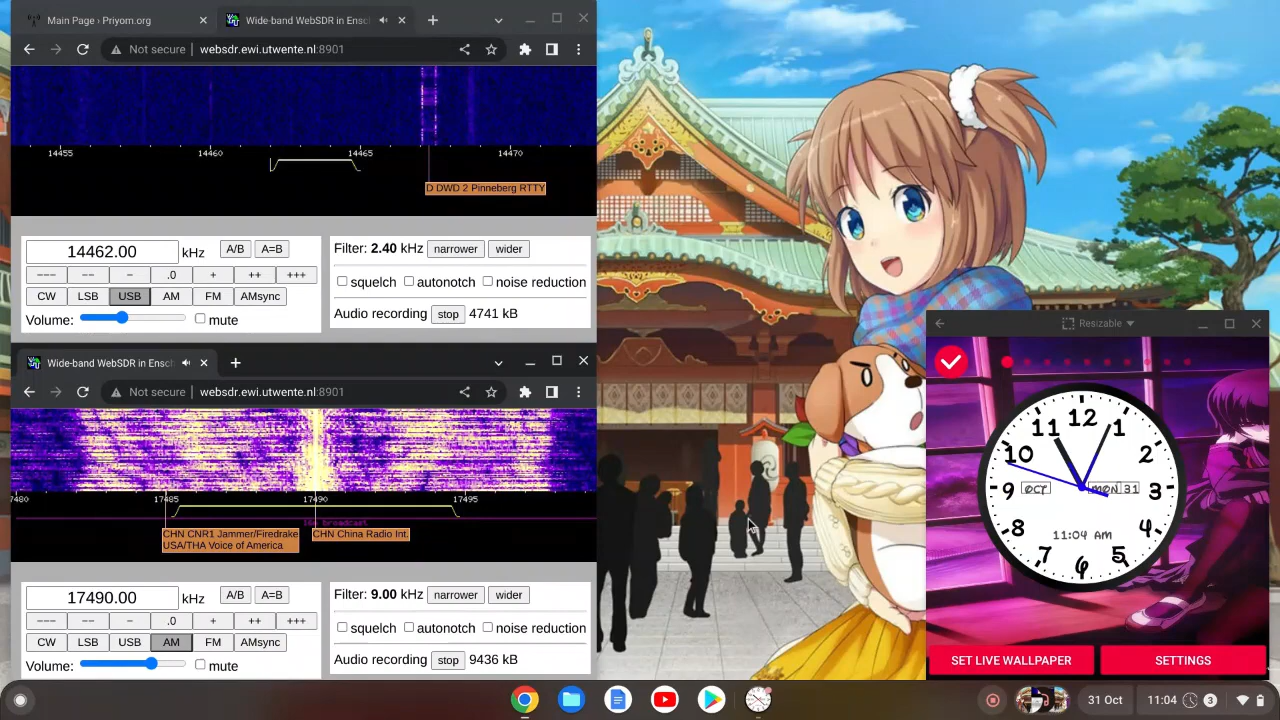 Main Page › Priyom.org
Wide-band WebSDR in Ensc
Not secure
websdr.ewi.utwente.nl:8901
14455
14460
14465
14470
D DWD 2 Pinneberg RTTY
14462.00 kHz A/B A=B
--- -- - .0 + ++ +++
CW LSB USB AM FM AMsync
Volume: mute
Filter: 2.40 kHz narrower wider
squelch autonotch noise reduction
Audio recording stop 4741 kB
Wide-band WebSDR in Ensc
Not secure
websdr.ewi.utwente.nl:8901
17480
17485
17490
17495
16m broadcast
CHN CNR1 Jammer/Firedrake
USA/THA Voice of America
CHN China Radio Int.
17490.00 kHz A/B A=B
--- -- - .0 + ++ +++
CW LSB USB AM FM AMsync
Volume: mute
Filter: 9.00 kHz narrower wider
squelch autonotch noise reduction
Audio recording stop 9436 kB
Resizable
12
1
2
3
4
5
6
7
8
9
10
11
OCT
MON 31
11:04 AM
SET LIVE WALLPAPER
SETTINGS
31 Oct
11:04
3